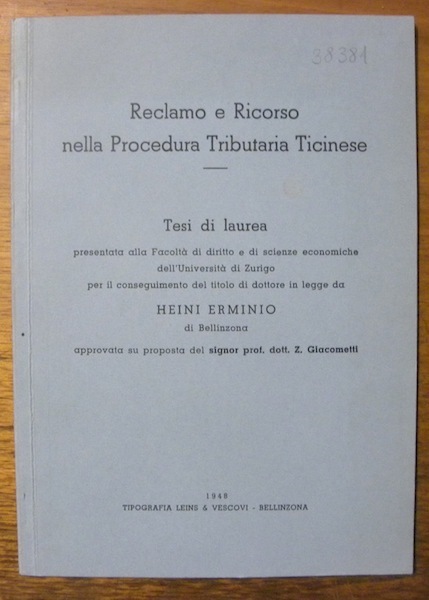 38381
Reclamo e Ricorso
nella Procedura Tributaria Ticinese
Tesi di laurea
presentata alla Facoltà di diritto e di scienze economiche
dell'Università di Zurigo
per il conseguimento del titolo di dottore in legge da
HEINI ERMINIO
di Bellinzona
approvata su proposta del signor prof. dott. Z. Giacometti
1948
TIPOGRAFIA LEINS & VESCOVI - BELLINZONA